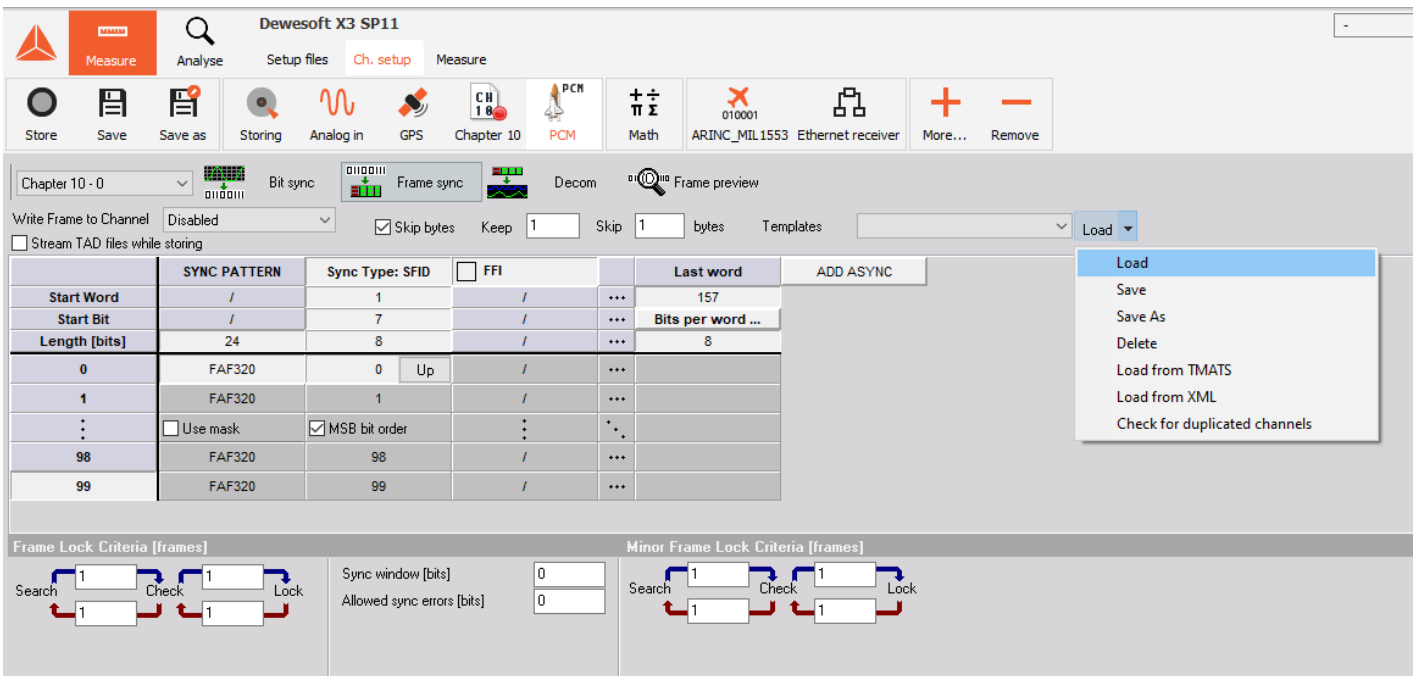 Dewesoft X3 SP11
-
Measure
Analyse
Setup files
Ch. setup
Measure
Store
Save
Save as
Storing
Analog in
GPS
CH
10
Chapter 10
PCM
PCM
+ ÷
π Σ
Math
010001
ARINC_MIL1553
Ethernet receiver
More...
Remove
Chapter 10 - 0
Bit sync
Frame sync
Decom
Frame preview
Write Frame to Channel Disabled
Skip bytes Keep 1 Skip 1 bytes Templates
Load
Stream TAD files while storing
SYNC PATTERN Sync Type: SFID FFI Last word ADD ASYNC
Start Word / 1 / ••• 157
Start Bit / 7 / ••• Bits per word ...
Length [bits] 24 8 / ••• 8
0 FAF320 0 Up / •••
1 FAF320 1 / •••
Use mask MSB bit order
98 FAF320 98 / •••
99 FAF320 99 / •••
Load
Save
Save As
Delete
Load from TMATS
Load from XML
Check for duplicated channels
Frame Lock Criteria [frames]
Search 1 Check 1 Lock
1 1
Sync window [bits] 0
Allowed sync errors [bits] 0
Minor Frame Lock Criteria [frames]
Search 1 Check 1 Lock
1 1